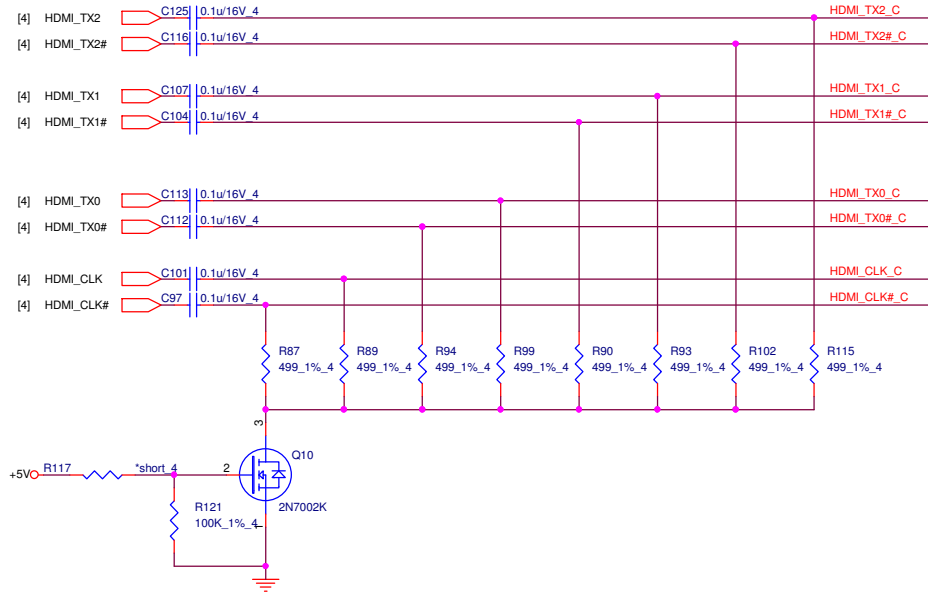 [4] HDMI_TX2 C125 0.1u/16V_4 HDMI_TX2_C
[4] HDMI_TX2# C116 0.1u/16V_4 HDMI_TX2#_C
[4] HDMI_TX1 C107 0.1u/16V_4 HDMI_TX1_C
[4] HDMI_TX1# C104 0.1u/16V_4 HDMI_TX1#_C
[4] HDMI_TX0 C113 0.1u/16V_4 HDMI_TX0_C
[4] HDMI_TX0# C112 0.1u/16V_4 HDMI_TX0#_C
[4] HDMI_CLK C101 0.1u/16V_4 HDMI_CLK_C
[4] HDMI_CLK# C97 0.1u/16V_4 HDMI_CLK#_C
R87 R89 R94 R99 R90 R93 R102 R115
499_1%_4 499_1%_4 499_1%_4 499_1%_4 499_1%_4 499_1%_4 499_1%_4 499_1%_4
3
Q10
+5V R117 *short_4 2
R121 2N7002K
100K_1%_4 1